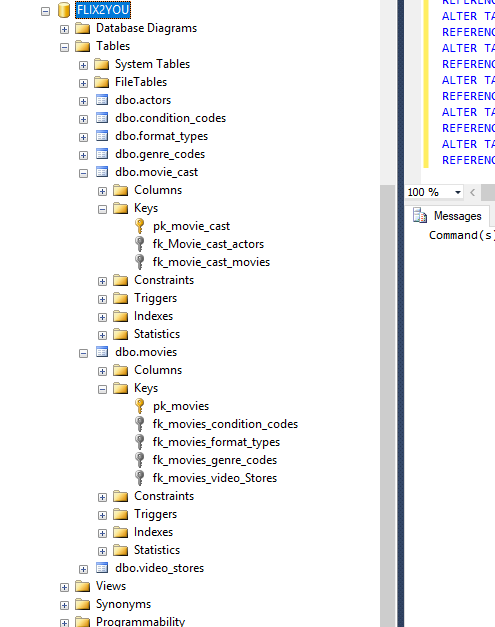 FLIX2YOU
Database Diagrams
Tables
System Tables
FileTables
dbo.actors
dbo.condition_codes
dbo.format_types
dbo.genre_codes
dbo.movie_cast
Columns
Keys
pk_movie_cast
fk_Movie_cast_actors
fk_movie_cast_movies
Constraints
Triggers
Indexes
Statistics
dbo.movies
Columns
Keys
pk_movies
fk_movies_condition_codes
fk_movies_format_types
fk_movies_genre_codes
fk_movies_video_Stores
Constraints
Triggers
Indexes
Statistics
dbo.video_stores
Views
Synonyms
Programmability
REFERENC
ALTER TA
REFERENC
ALTER TA
REFERENC
ALTER TA
REFERENC
ALTER TA
REFERENC
ALTER TA
REFERENC
100 %
Messages
Command(s)